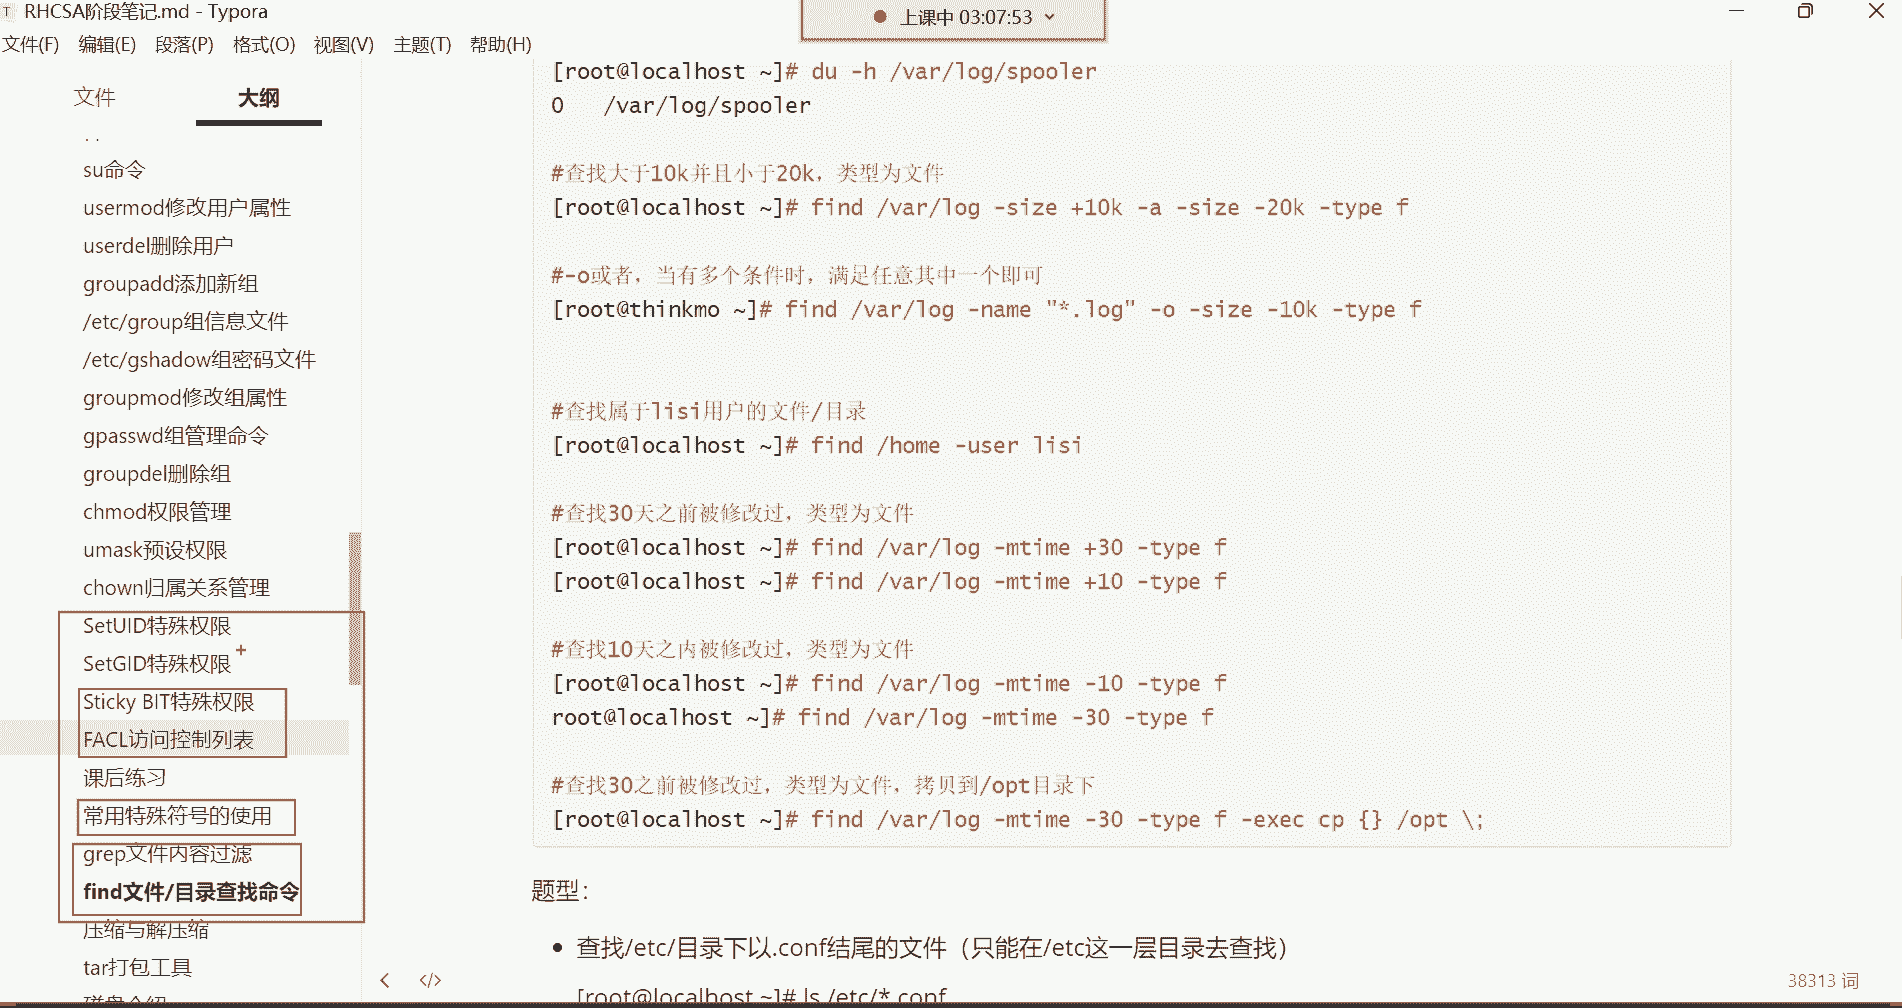 RHCSA阶段笔记.md - Typora
上课中 03:07:53
文件(F) 编辑(E) 段落(P) 格式(O) 视图(V) 主题(T) 帮助(H)
文件 大纲
su命令
usermod修改用户属性
userdel删除用户
groupadd添加新组
/etc/group组信息文件
/etc/gshadow组密码文件
groupmod修改组属性
gpasswd组管理命令
groupdel删除组
chmod权限管理
umask预设权限
chown归属关系管理
SetUID特殊权限
SetGID特殊权限
Sticky BIT特殊权限
FACL访问控制列表
课后练习
常用特殊符号的使用
grep文件内容过滤
find文件/目录查找命令
压缩与解压缩
tar打包工具
磁盘介绍
[root@localhost ~]# du -h /var/log/spooler
0 /var/log/spooler
#查找大于10k并且小于20k，类型为文件
[root@localhost ~]# find /var/log -size +10k -a -size -20k -type f
#-o或者，当有多个条件时，满足任意其中一个即可
[root@thinkmo ~]# find /var/log -name "*.log" -o -size -10k -type f
#查找属于lisi用户的文件/目录
[root@localhost ~]# find /home -user lisi
#查找30天之前被修改过，类型为文件
[root@localhost ~]# find /var/log -mtime +30 -type f
[root@localhost ~]# find /var/log -mtime +10 -type f
#查找10天之内被修改过，类型为文件
[root@localhost ~]# find /var/log -mtime -10 -type f
root@localhost ~]# find /var/log -mtime -30 -type f
#查找30之前被修改过，类型为文件，拷贝到/opt目录下
[root@localhost ~]# find /var/log -mtime -30 -type f -exec cp {} /opt \;
题型：
查找/etc/目录下以.conf结尾的文件（只能在/etc这一层目录去查找）
[root@localhost ~]# ls /etc/*.conf
38313 词